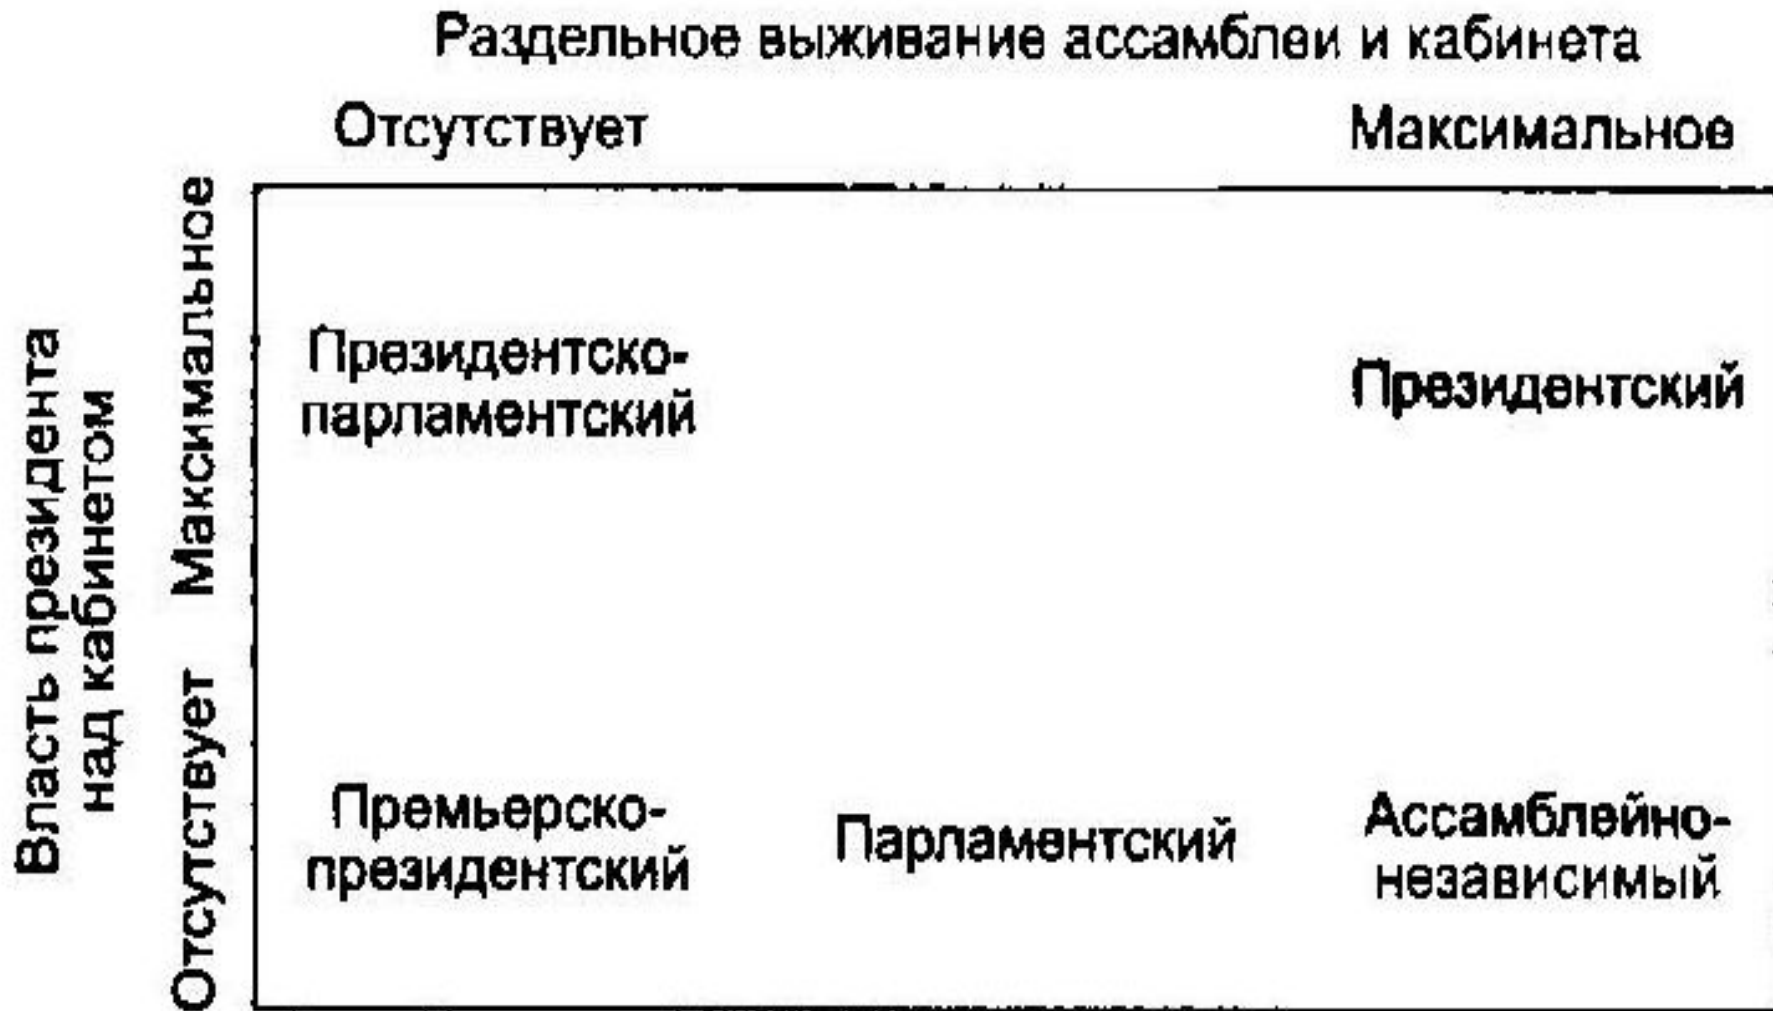 Раздельное выживание ассамблеи и кабинета
Отсутствует
Максимальное
Власть президента
над кабинетом
Максимальное
Отсутствует
Президентско-
парламентский
Президентский
Премьерско-
президентский
Парламентский
Ассамблейно-
независимый